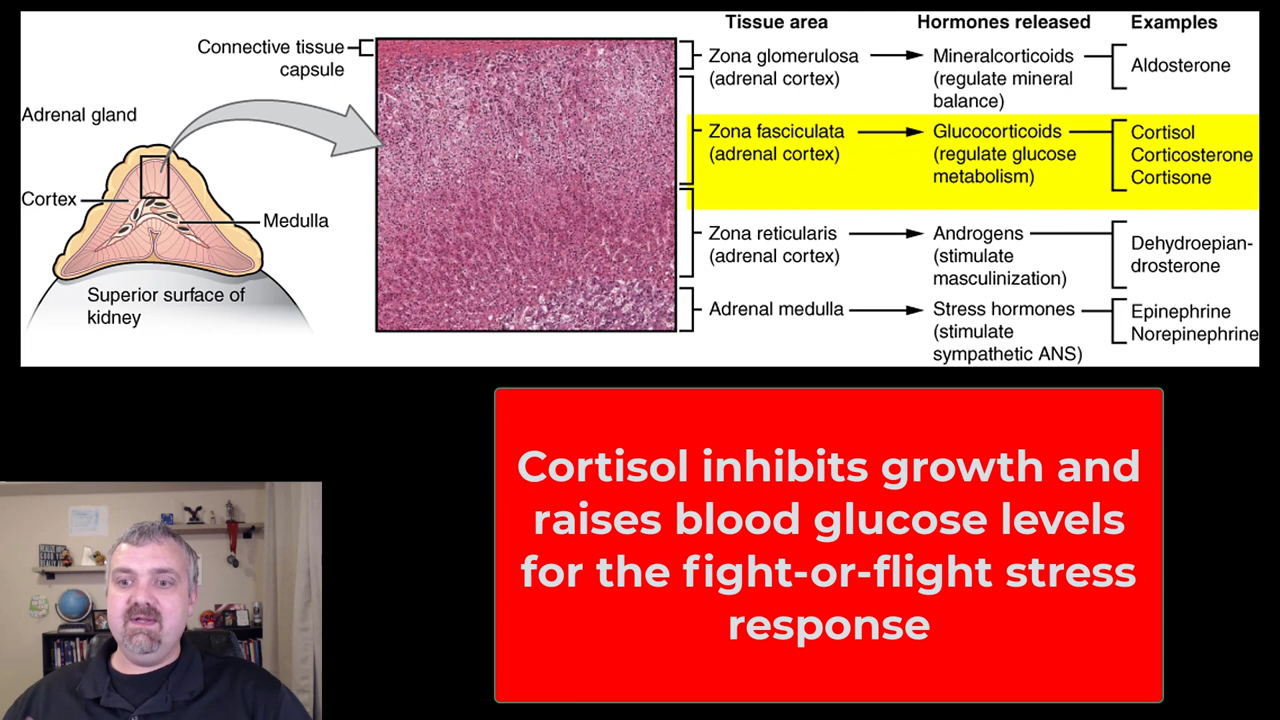 Tissue area
Hormones released
Examples
Connective tissue
capsule
Adrenal gland
Cortex
Medulla
Superior surface of
kidney
Zona glomerulosa
(adrenal cortex)
Mineralcorticoids
(regulate mineral
balance)
Aldosterone
Zona fasciculata
(adrenal cortex)
Glucocorticoids
(regulate glucose
metabolism)
Cortisol
Corticosterone
Cortisone
Zona reticularis
(adrenal cortex)
Androgens
(stimulate
masculinization)
Dehydroepian-
drosterone
Adrenal medulla
Stress hormones
(stimulate
sympathetic ANS)
Epinephrine
Norepinephrine
Cortisol inhibits growth and
raises blood glucose levels
for the fight-or-flight stress
response